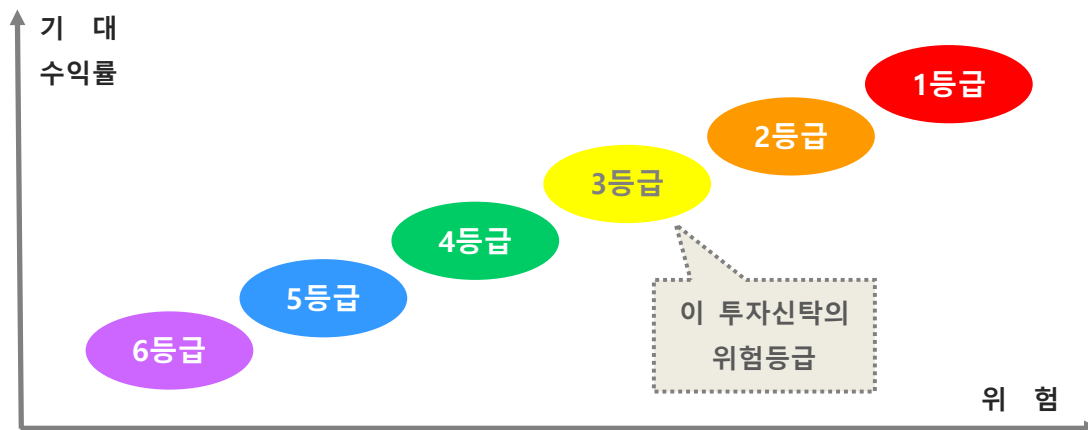 기 대
수익률
1등급
2등급
3등급
4등급
5등급
6등급
이 투자신탁의
위험등급
위 험